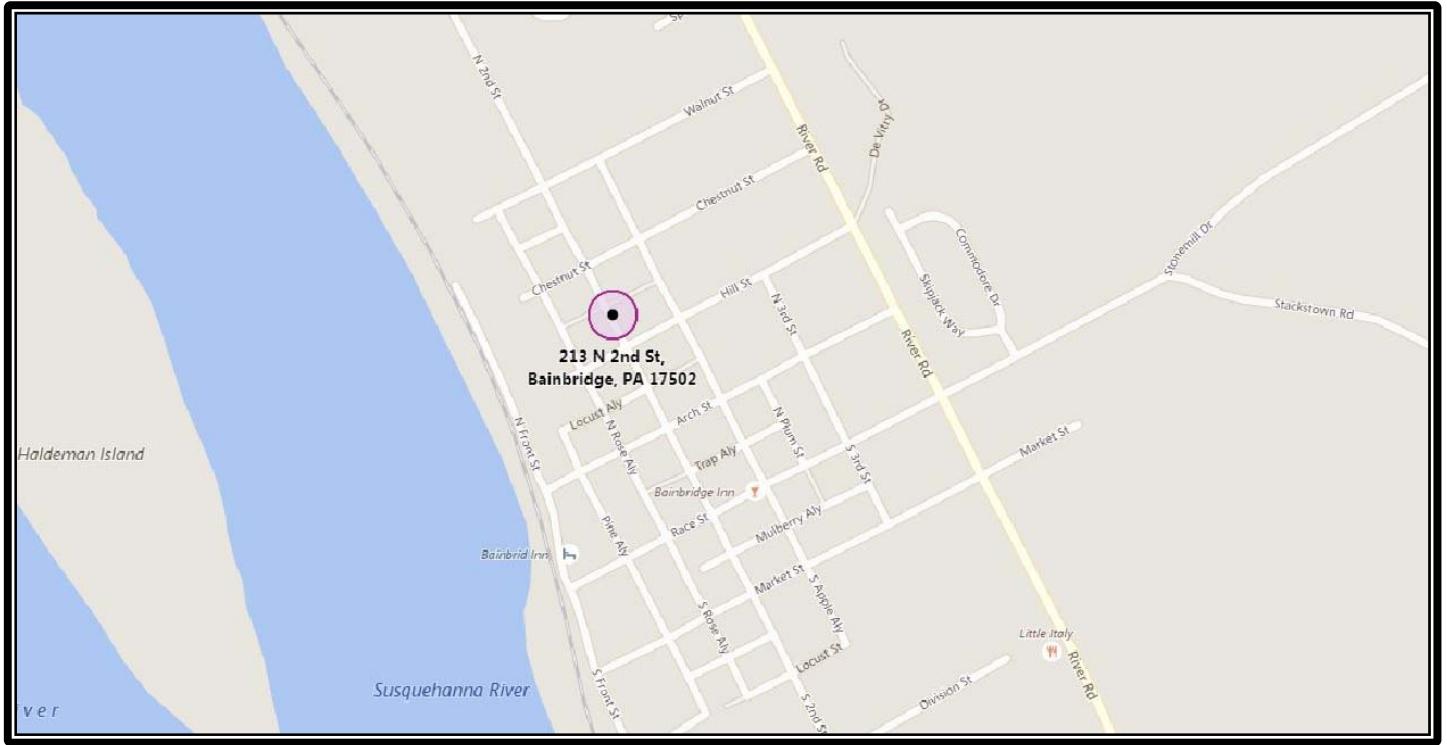 N 2nd St
Walnut St
De Vitry Dr
River Rd
Chestnut St
Commodore Dr
Stonemill Dr
Chestnut St
Hill St
N 3rd St
Skipjack Way
Stackstown Rd
213 N 2nd St,
Bainbridge, PA 17502
River Rd
Locust Aly
Arch St
N Front St
N Rose Aly
N Plum St
Market St
Haldeman Island
Trap Aly
S 3rd St
Bainbridge Inn
Race St
Mulberry Aly
Pine Aly
Bainbrid Inn
Market St
S Apple Aly
S Rose Aly
Little Italy
Locust St
River Rd
Susquehanna River
S Front St
S 2nd St
Division St
ver